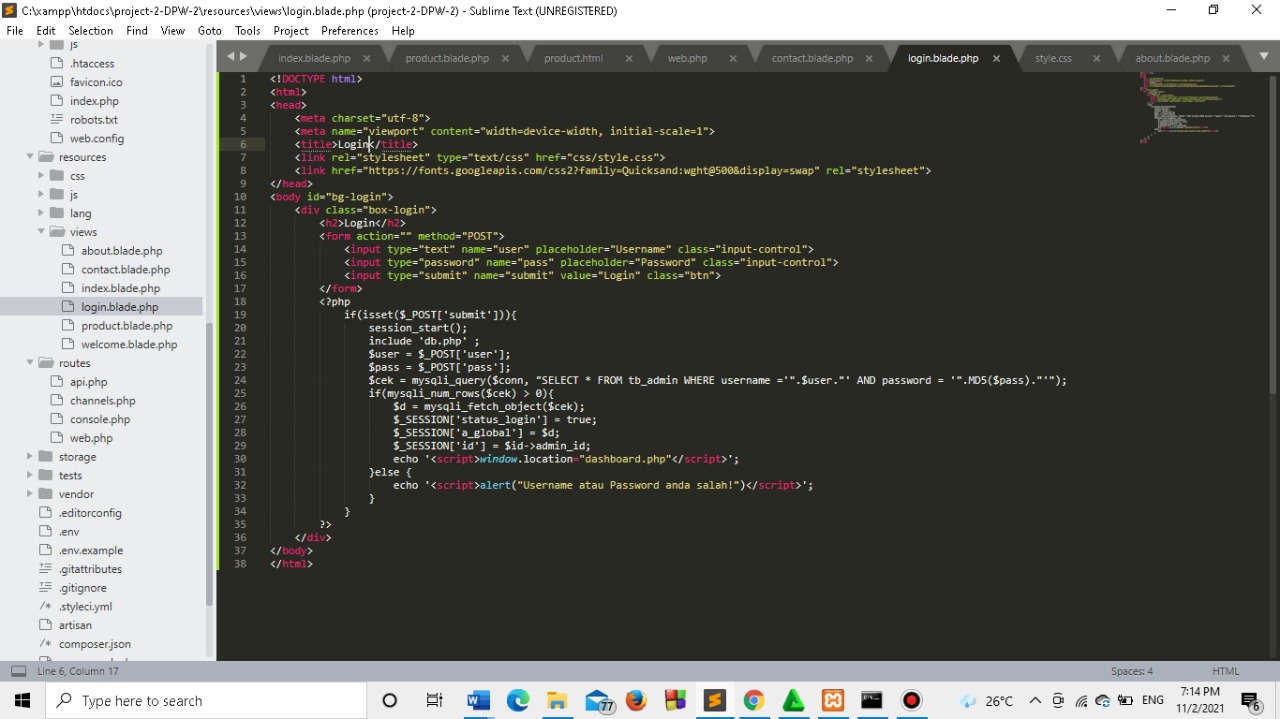 C:\xampp\htdocs\project-2-DPW-2\resources\views\login.blade.php (project-2-DPW-2) - Sublime Text (UNREGISTERED)
File Edit Selection Find View Goto Tools Project Preferences Help
js
.htaccess
favicon.ico
index.php
robots.txt
web.config
resources
css
js
lang
views
about.blade.php
contact.blade.php
index.blade.php
login.blade.php
product.blade.php
welcome.blade.php
routes
api.php
channels.php
console.php
web.php
storage
tests
vendor
.editorconfig
.env
.env.example
.gitattributes
.gitignore
.styleci.yml
artisan
composer.json
index.blade.php product.blade.php product.html web.php contact.blade.php login.blade.php style.css about.blade.php
1 <!DOCTYPE html>
2 <html>
3 <head>
4 <meta charset="utf-8">
5 <meta name="viewport" content="width=device-width, initial-scale=1">
6 <title>Login</title>
7 <link rel="stylesheet" type="text/css" href="css/style.css">
8 <link href="https://fonts.googleapis.com/css2?family=Quicksand:wght@500&display=swap" rel="stylesheet">
9 </head>
10 <body id="bg-login">
11 <div class="box-login">
12 <h2>Login</h2>
13 <form action="" method="POST">
14 <input type="text" name="user" placeholder="Username" class="input-control">
15 <input type="password" name="pass" placeholder="Password" class="input-control">
16 <input type="submit" name="submit" value="Login" class="btn">
17 </form>
18 <?php
19 if(isset($_POST['submit'])){
20 session_start();
21 include 'db.php' ;
22 $user = $_POST['user'];
23 $pass = $_POST['pass'];
24 $cek = mysqli_query($conn, "SELECT * FROM tb_admin WHERE username ='".$user."' AND password = '".MD5($pass)."'");
25 if(mysqli_num_rows($cek) > 0){
26 $d = mysqli_fetch_object($cek);
27 $_SESSION['status_login'] = true;
28 $_SESSION['a_global'] = $d;
29 $_SESSION['id'] = $id->admin_id;
30 echo '<script>window.location="dashboard.php"</script>';
31 }else {
32 echo '<script>alert("Username atau Password anda salah!")</script>';
33 }
34 }
35 ?>
36 </div>
37 </body>
38 </html>
Line 6, Column 17 Spaces: 4 HTML
Type here to search 77 26°C ENG 7:14 PM 11/2/2021 6